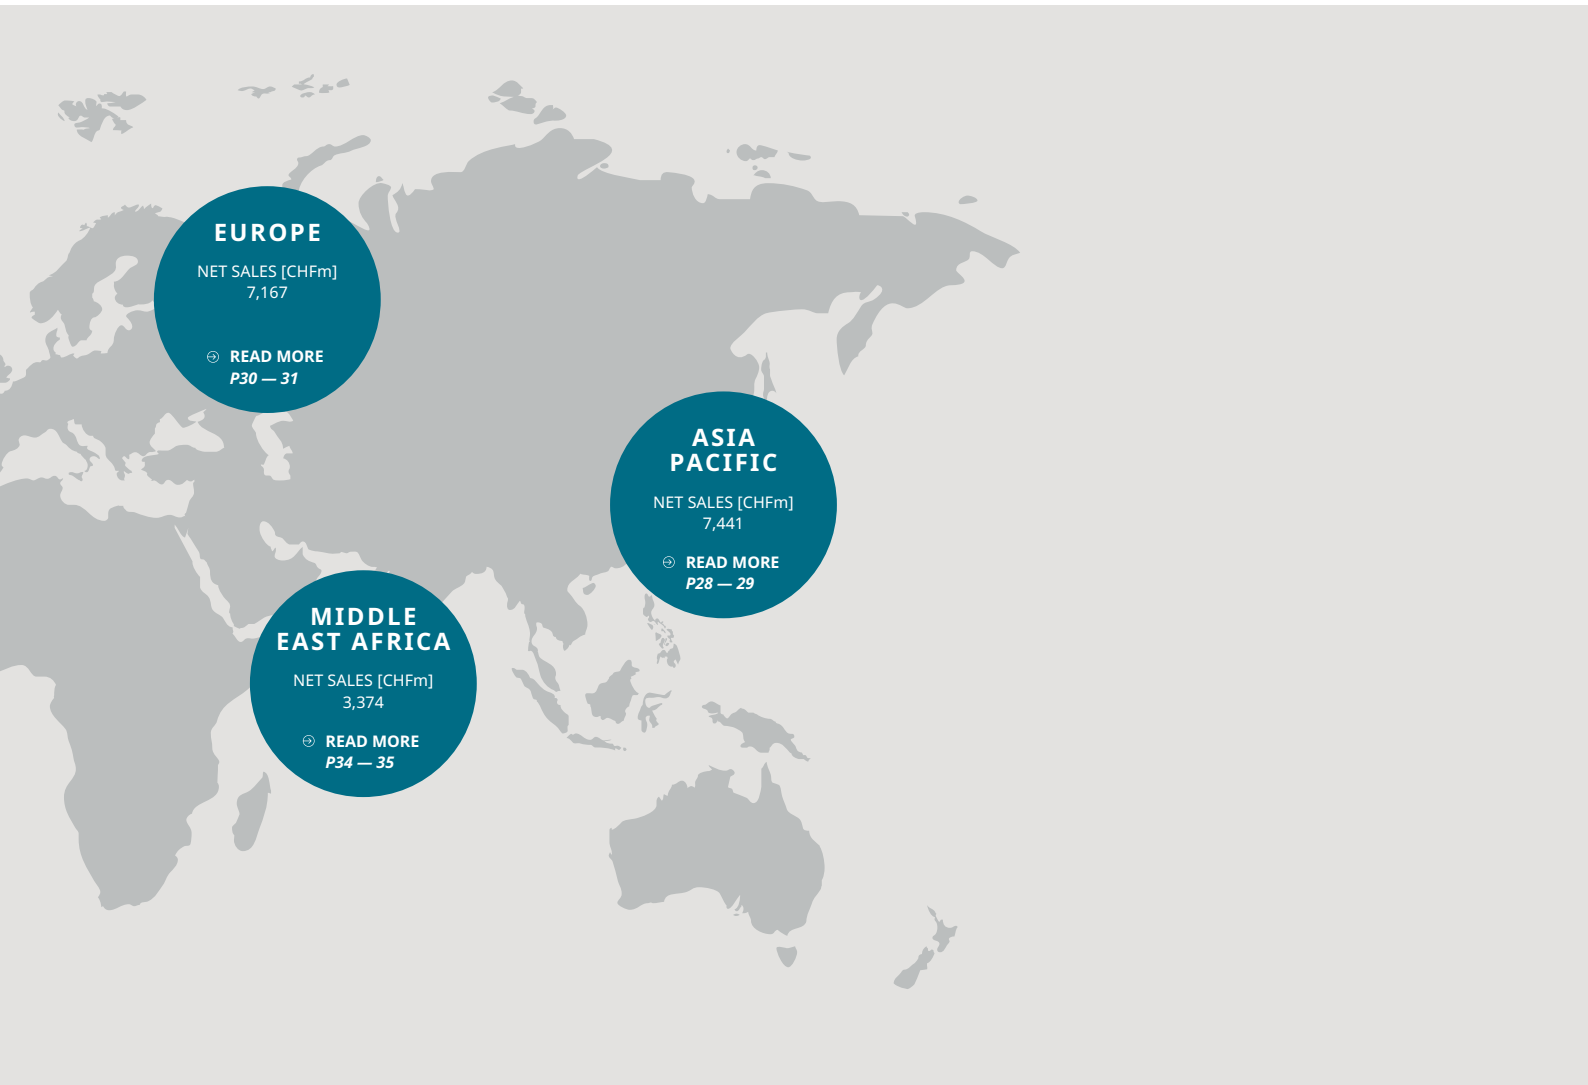 EUROPE
NET SALES [CHFm]
7,167
READ MORE
P30 — 31
ASIA
PACIFIC
NET SALES [CHFm]
7,441
READ MORE
P28 — 29
MIDDLE
EAST AFRICA
NET SALES [CHFm]
3,374
READ MORE
P34 — 35